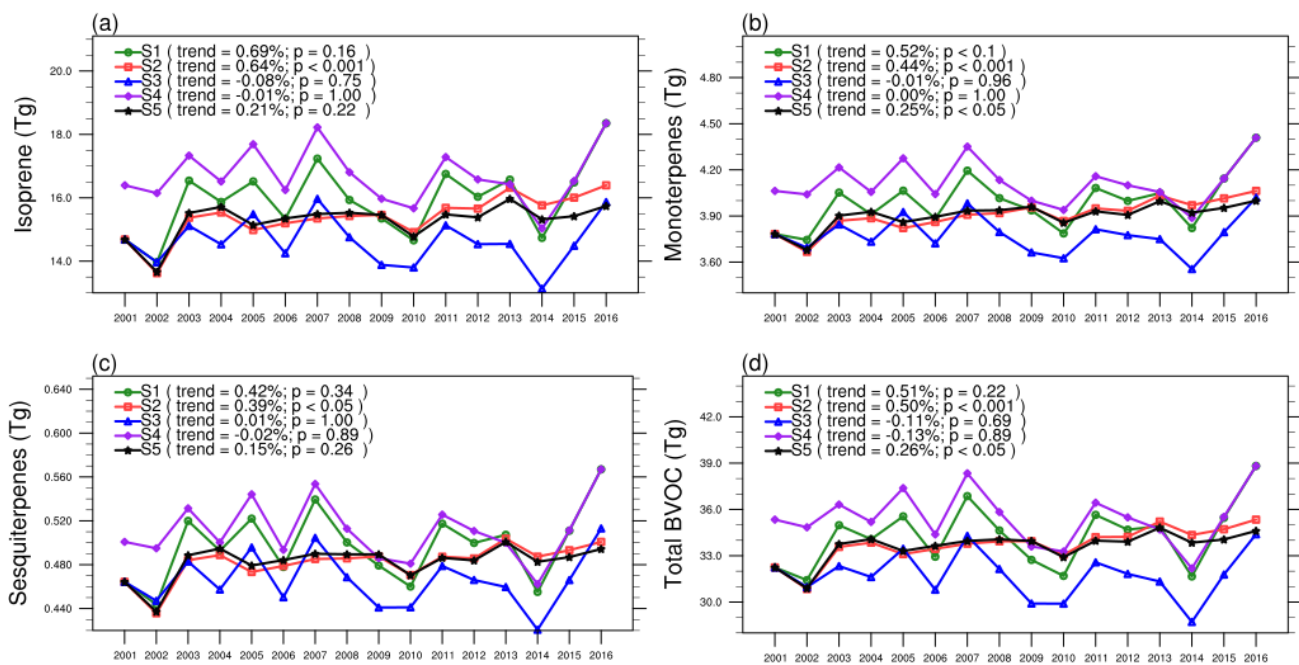 (a)
S1 ( trend = 0.69%; p = 0.16 )
S2 ( trend = 0.64%; p < 0.001 )
S3 ( trend = -0.08%; p = 0.75 )
S4 ( trend = -0.01%; p = 1.00 )
S5 ( trend = 0.21%; p = 0.22 )
Isoprene (Tg)
20.0
18.0
16.0
14.0
2001 2002 2003 2004 2005 2006 2007 2008 2009 2010 2011 2012 2013 2014 2015 2016
(b)
S1 ( trend = 0.52%; p < 0.1 )
S2 ( trend = 0.44%; p < 0.001 )
S3 ( trend = -0.01%; p = 0.96 )
S4 ( trend = 0.00%; p = 1.00 )
S5 ( trend = 0.25%; p < 0.05 )
Monoterpenes (Tg)
4.80
4.50
4.20
3.90
3.60
2001 2002 2003 2004 2005 2006 2007 2008 2009 2010 2011 2012 2013 2014 2015 2016
(c)
S1 ( trend = 0.42%; p = 0.34 )
S2 ( trend = 0.39%; p < 0.05 )
S3 ( trend = 0.01%; p = 1.00 )
S4 ( trend = -0.02%; p = 0.89 )
S5 ( trend = 0.15%; p = 0.26 )
Sesquiterpenes (Tg)
0.640
0.600
0.560
0.520
0.480
0.440
2001 2002 2003 2004 2005 2006 2007 2008 2009 2010 2011 2012 2013 2014 2015 2016
(d)
S1 ( trend = 0.51%; p = 0.22 )
S2 ( trend = 0.50%; p < 0.001 )
S3 ( trend = -0.11%; p = 0.69 )
S4 ( trend = -0.13%; p = 0.89 )
S5 ( trend = 0.26%; p < 0.05 )
Total BVOC (Tg)
42.0
39.0
36.0
33.0
30.0
2001 2002 2003 2004 2005 2006 2007 2008 2009 2010 2011 2012 2013 2014 2015 2016